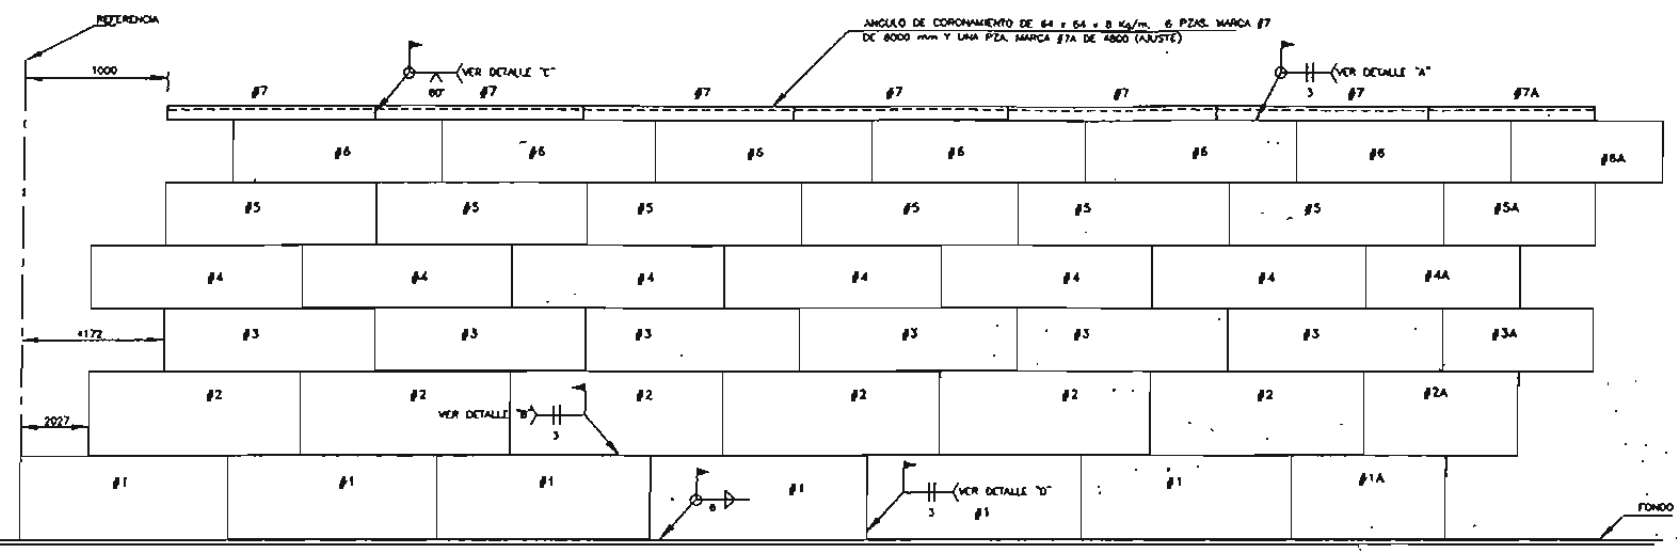 REFERENCIA
ANGULO DE CORONAMIENTO DE 64 x 64 x 8 Kg/m, 6 PZAS. MARCA #7
DE 8000 mm Y UNA PZA. MARCA #7A DE 4800 (AJUSTE)
1000
VER DETALLE "C"
60°
VER DETALLE "A"
3
#7 #7 #7 #7 #7 #7 #7A
#6 #6 #6 #6 #6 #6 #6A
#5 #5 #5 #5 #5 #5 #5A
#4 #4 #4 #4 #4 #4 #4A
4172
#3 #3 #3 #3 #3 #3 #3A
#2 #2 #2 #2 #2 #2 #2A
VER DETALLE "B"
3
2027
#1 #1 #1 #1 #1 #1 #1A
6
VER DETALLE "D"
3
FONDO